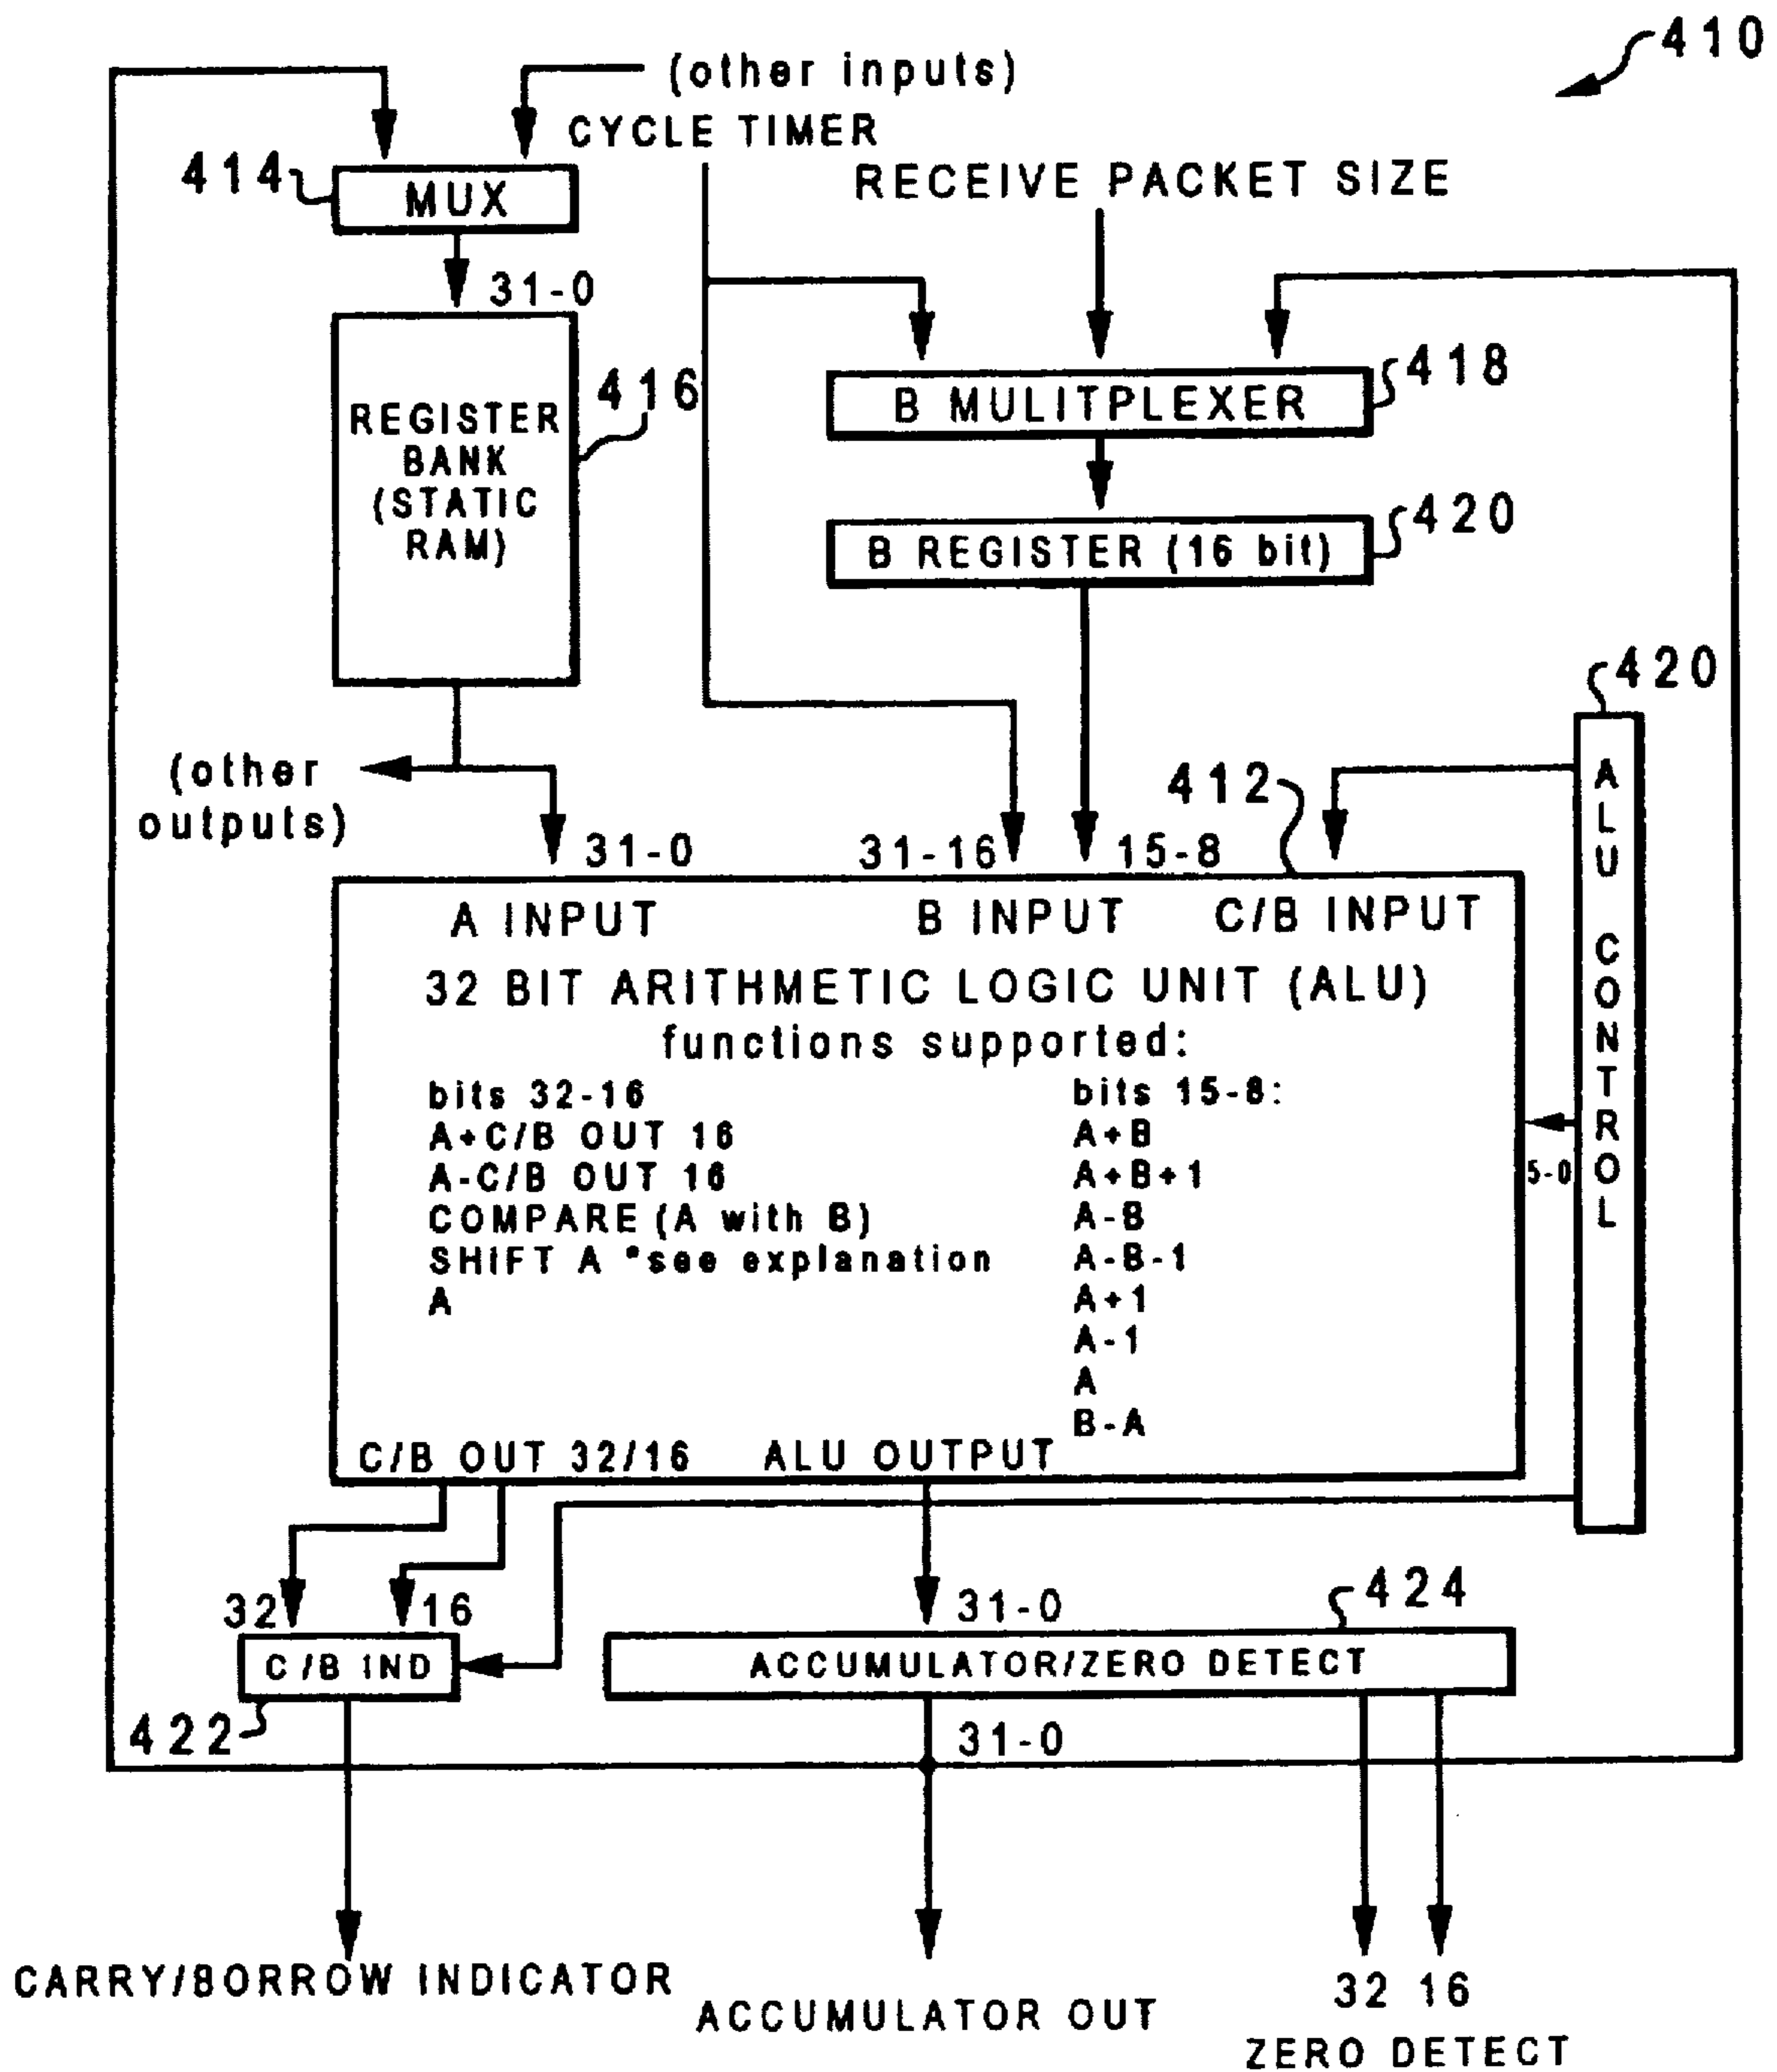 410
(other inputs)
CYCLE TIMER
414
MUX
RECEIVE PACKET SIZE
31-0
416
REGISTER
BANK
(STATIC
RAM)
418
B MULITPLEXER
420
B REGISTER (16 bit)
420
ALU CONTROL
(other
outputs)
412
31-0
31-16
15-8
A INPUT
B INPUT
C/B INPUT
32 BIT ARITHMETIC LOGIC UNIT (ALU)
functions supported:
bits 32-16
A+C/B OUT 16
A-C/B OUT 16
COMPARE (A with B)
SHIFT A *see explanation
A
bits 15-8:
A+B
A+B+1
A-B
A-B-1
A+1
A-1
A
B-A
5-0
C/B OUT 32/16
ALU OUTPUT
32
16
C/B IND
422
31-0
424
ACCUMULATOR/ZERO DETECT
31-0
CARRY/BORROW INDICATOR
ACCUMULATOR OUT
32 16
ZERO DETECT